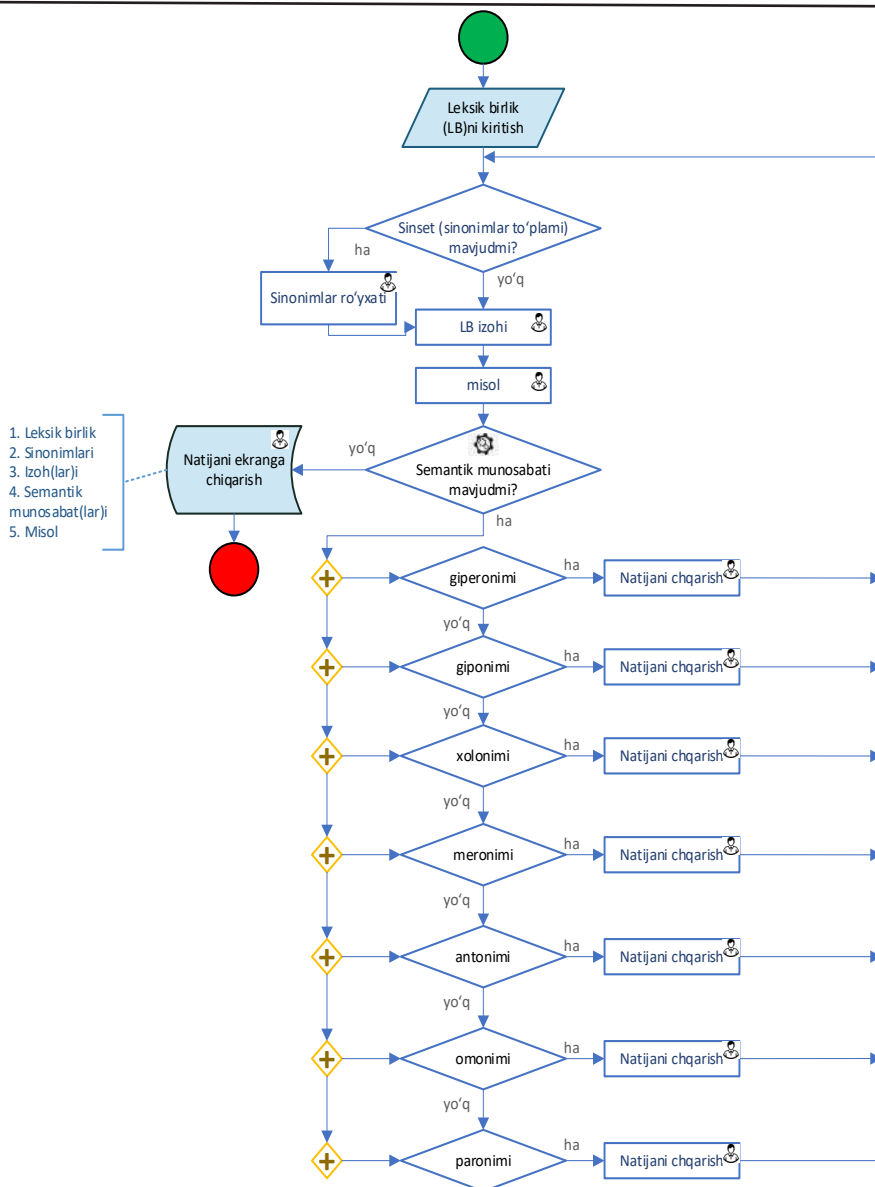 Leksik birlik
(LB)ni kiritish
Sinset (sinonimlar to‘plami)
mavjudmi?
ha
yo‘q
Sinonimlar ro‘yxati
LB izohi
misol
1. Leksik birlik
2. Sinonimlari
3. Izoh(lar)i
4. Semantik
munosabat(lar)i
5. Misol
Natijani ekranga
chiqarish
yo‘q
Semantik munosabati
mavjudmi?
ha
giperonimi
ha
Natijani chqarish
yo‘q
giponimi
ha
Natijani chqarish
yo‘q
xolonimi
ha
Natijani chqarish
yo‘q
meronimi
ha
Natijani chqarish
yo‘q
antonimi
ha
Natijani chqarish
yo‘q
omonimi
ha
Natijani chqarish
yo‘q
paronimi
ha
Natijani chqarish